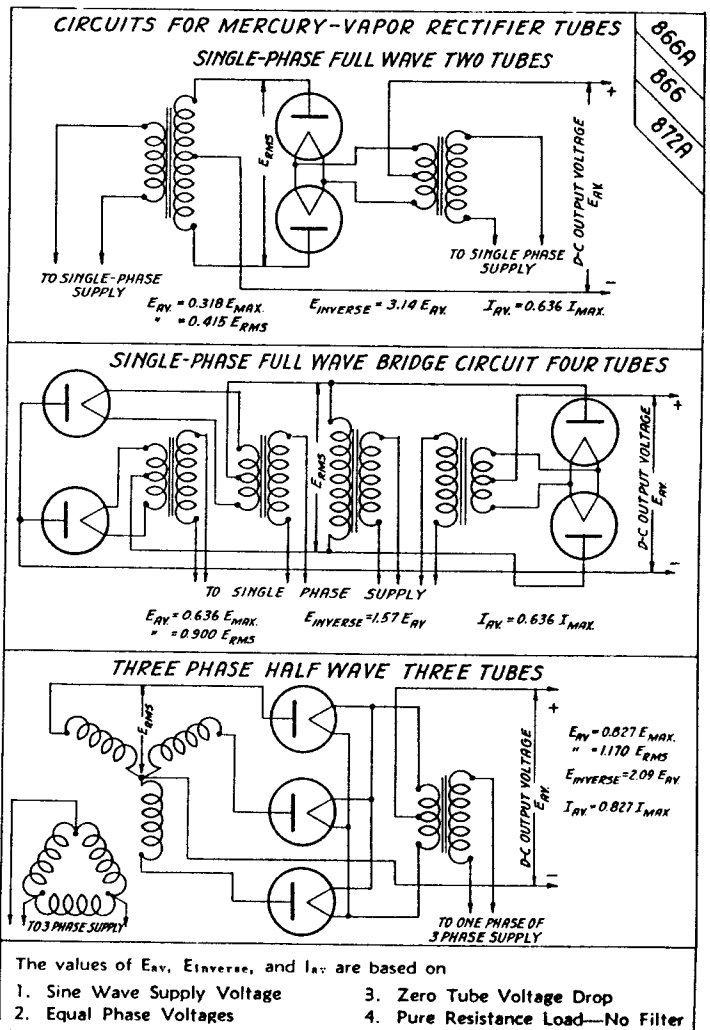 CIRCUITS FOR MERCURY-VAPOR RECTIFIER TUBES
866A
866
872A
SINGLE-PHASE FULL WAVE TWO TUBES
E RMS
D-C OUTPUT VOLTAGE
E AV.
+
-
TO SINGLE-PHASE
SUPPLY
TO SINGLE PHASE
SUPPLY
E AV. = 0.318 E MAX.
" = 0.415 E RMS
E INVERSE = 3.14 E AV.
I AV. = 0.636 I MAX.
SINGLE-PHASE FULL WAVE BRIDGE CIRCUIT FOUR TUBES
E RMS
D-C OUTPUT VOLTAGE
E AV.
+
-
TO SINGLE PHASE SUPPLY
E AV. = 0.636 E MAX.
" = 0.900 E RMS
E INVERSE = 1.57 E AV
I AV. = 0.636 I MAX.
THREE PHASE HALF WAVE THREE TUBES
E RMS
D-C OUTPUT VOLTAGE
E AV.
+
-
E AV = 0.827 E MAX.
" = 1.170 E RMS
E INVERSE = 2.09 E AV.
I AV. = 0.827 I MAX
TO 3 PHASE SUPPLY
TO ONE PHASE OF
3 PHASE SUPPLY
The values of EAV, EInverse, and IAV are based on
1. Sine Wave Supply Voltage
2. Equal Phase Voltages
3. Zero Tube Voltage Drop
4. Pure Resistance Load—No Filter